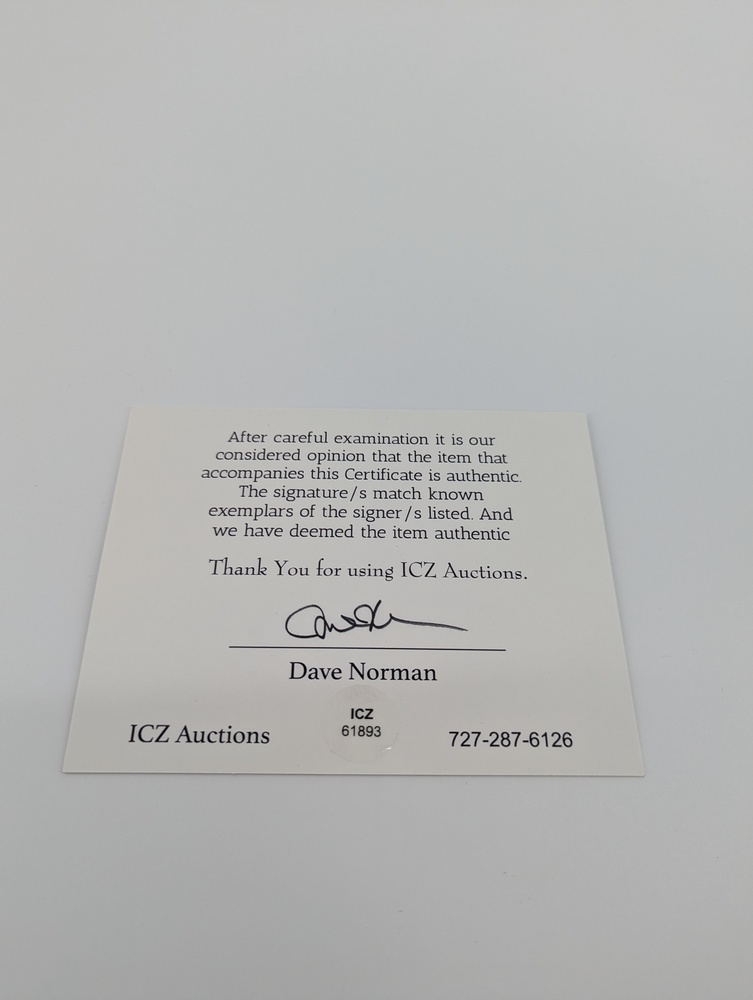 After careful examination it is our
considered opinion that the item that
accompanies this Certificate is authentic.
The signature/s match known
exemplars of the signer/s listed. And
we have deemed the item authentic
Thank You for using ICZ Auctions.
Dave Norman
ICZ Auctions
ICZ
61893
727-287-6126